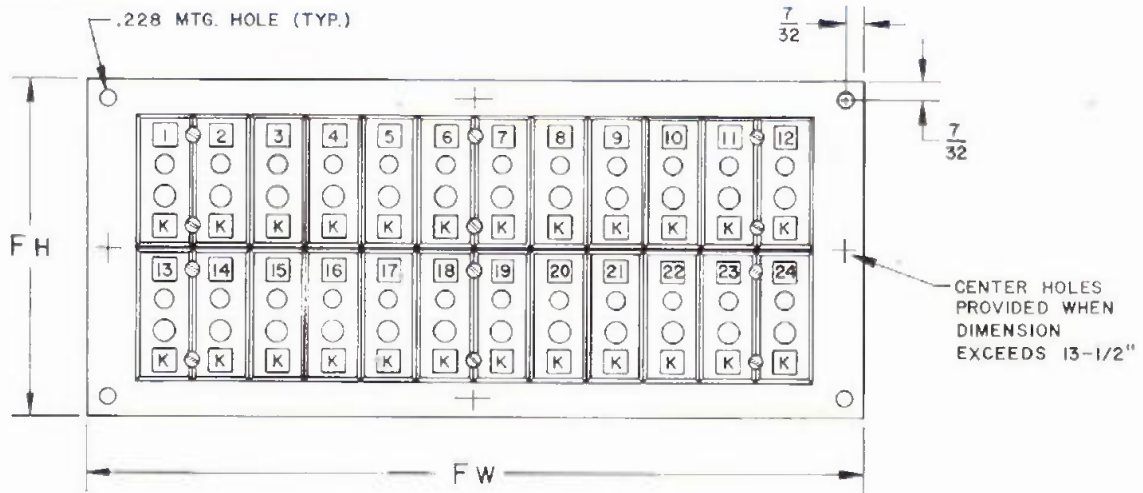 .228 MTG. HOLE (TYP.)
7
32
7
32
1 2 3 4 5 6 7 8 9 10 11 12
K K K K K K K K K K K K
FH
13 14 15 16 17 18 19 20 21 22 23 24
K K K K K K K K K K K K
CENTER HOLES
PROVIDED WHEN
DIMENSION
EXCEEDS 13-1/2"
FW